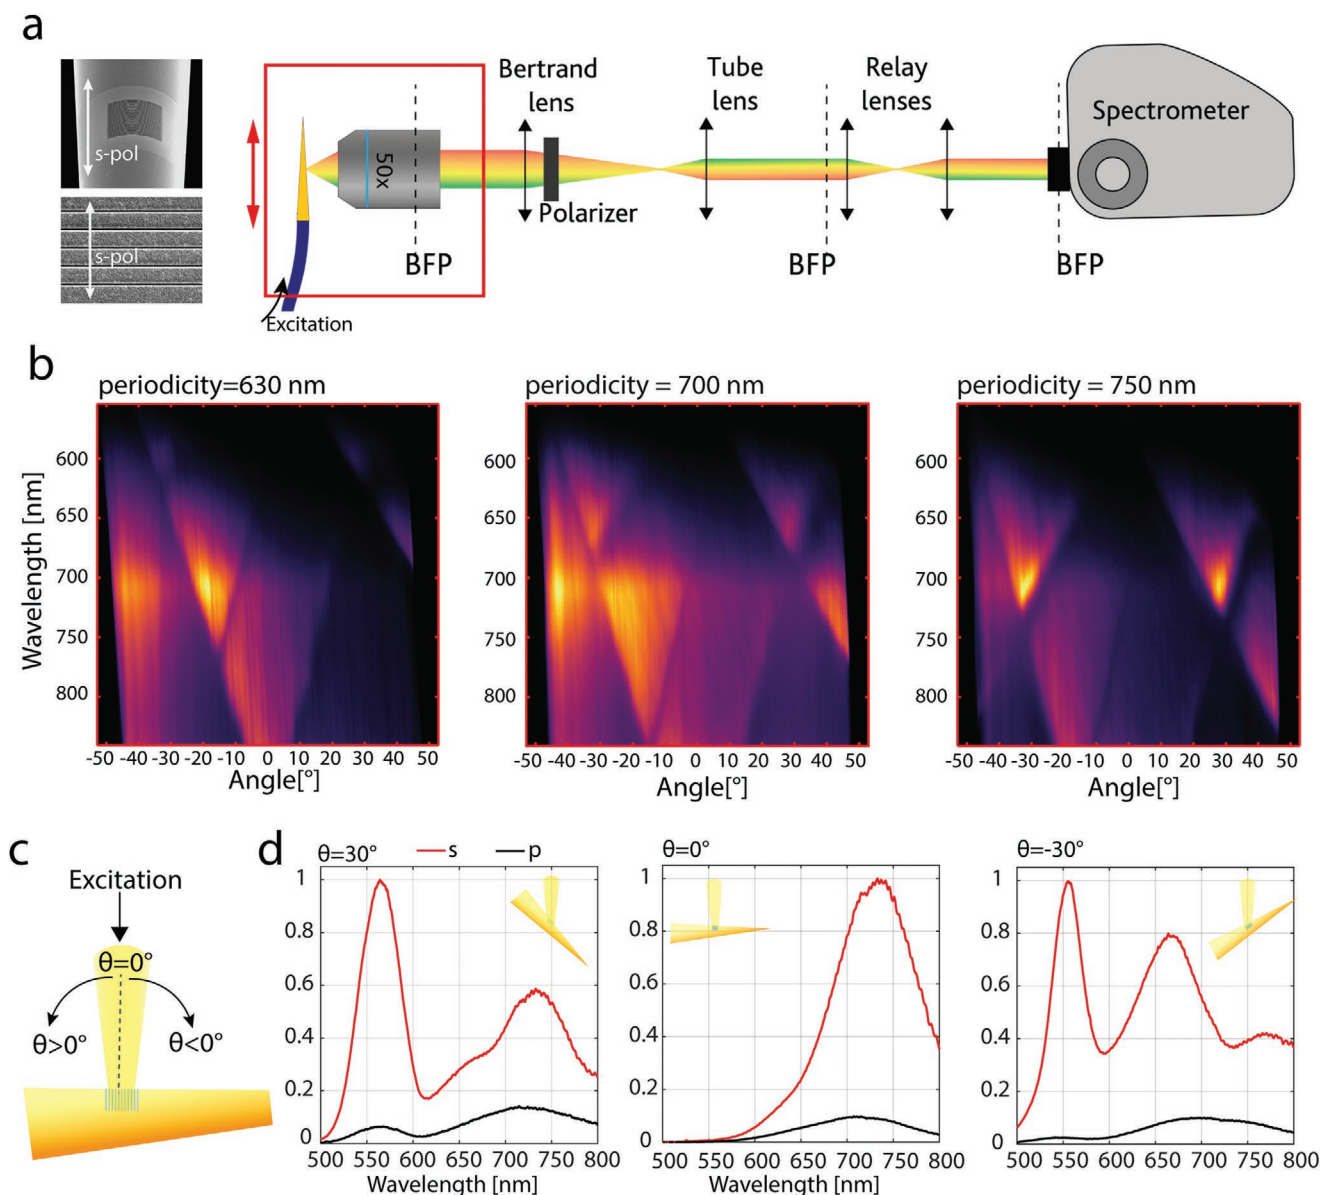 a
s-pol
s-pol
Bertrand
lens
Tube
lens
Relay
lenses
Spectrometer
50x
Polarizer
BFP
BFP
BFP
Excitation
b
periodicity=630 nm
periodicity = 700 nm
periodicity = 750 nm
Wavelength [nm]
600
650
700
750
800
600
650
700
750
800
600
650
700
750
800
-50 -40 -30 -20 -10 0 10 20 30 40 50
-50 -40 -30 -20 -10 0 10 20 30 40 50
-50 -40 -30 -20 -10 0 10 20 30 40 50
Angle[°]
Angle[°]
Angle[°]
c
Excitation
θ=0°
θ>0°
θ<0°
d
θ=30°
s
p
θ=0°
θ=-30°
1
0.8
0.6
0.4
0.2
0
1
0.8
0.6
0.4
0.2
0
1
0.8
0.6
0.4
0.2
0
500 550 600 650 700 750 800
500 550 600 650 700 750 800
500 550 600 650 700 750 800
Wavelength [nm]
Wavelength [nm]
Wavelength [nm]